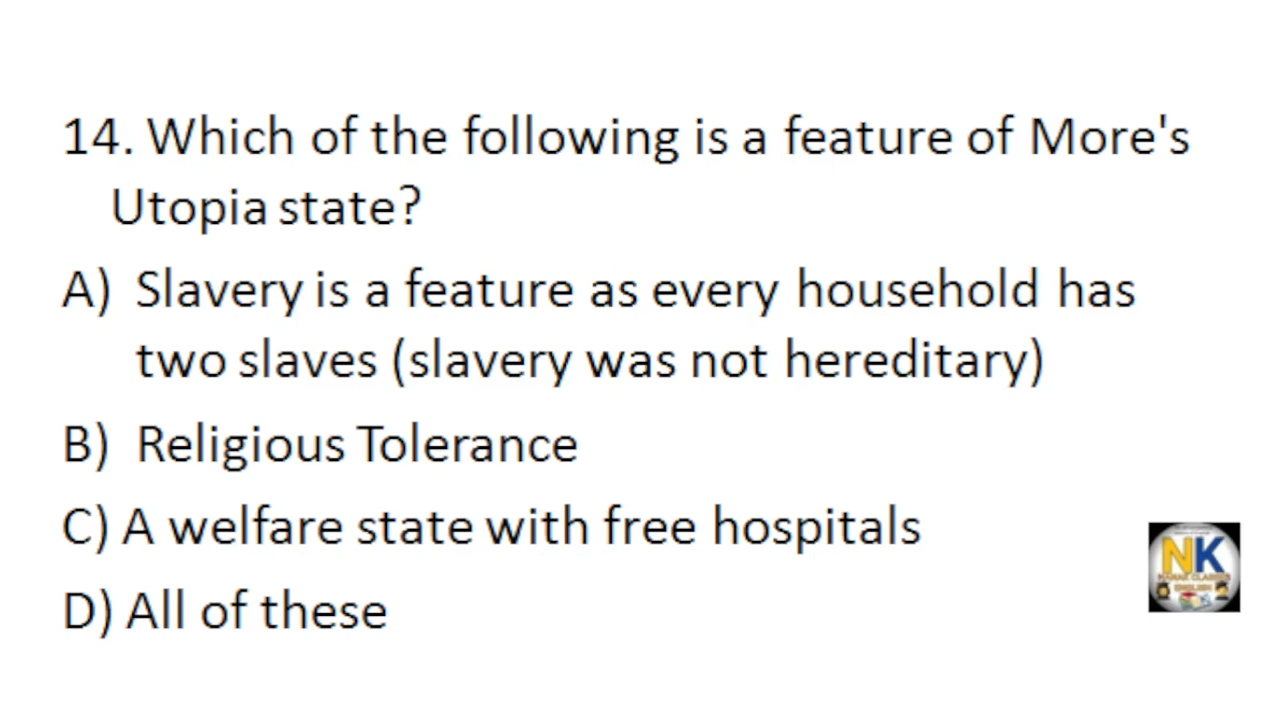 14. Which of the following is a feature of More's
Utopia state?
A) Slavery is a feature as every household has
two slaves (slavery was not hereditary)
B) Religious Tolerance
C) A welfare state with free hospitals
D) All of these
NK